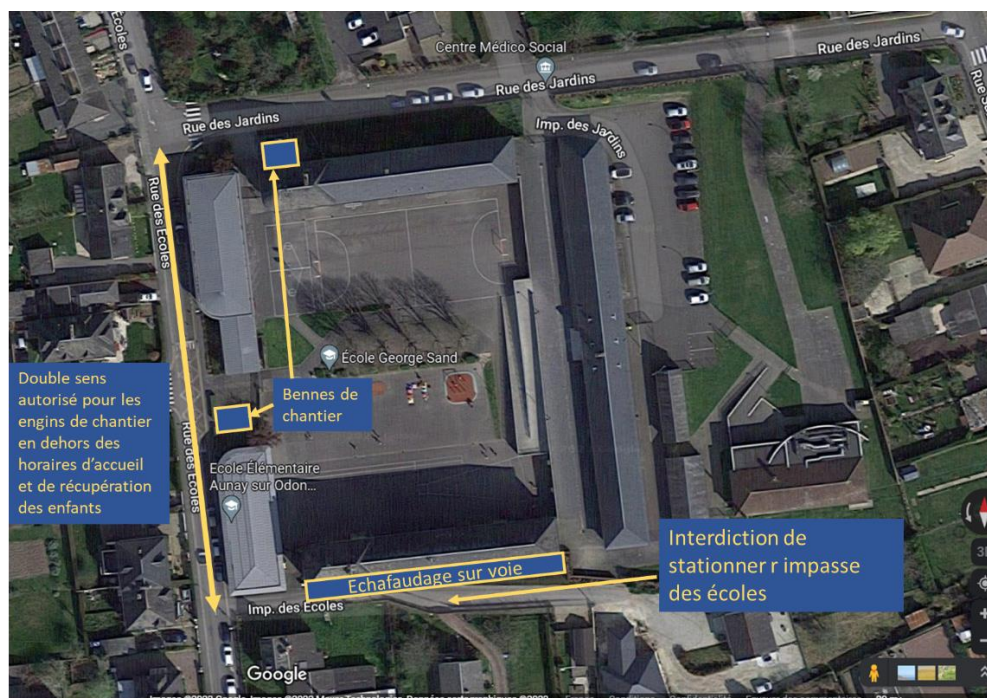 Ecoles
Centre Médico Social
Rue des Jardins
Rue des Jardins
Rue des Jardins
Imp. des Jardins
Rue des Ecoles
École George Sand
Bennes de
chantier
Double sens
autorisé pour les
engins de chantier
en dehors des
horaires d'accueil
et de récupération
des enfants
Rue des Ecoles
Ecole Élémentaire
Aunay sur Odon...
Echafaudage sur voie
Interdiction de
stationner r impasse
des écoles
Imp. des Ecoles
Google